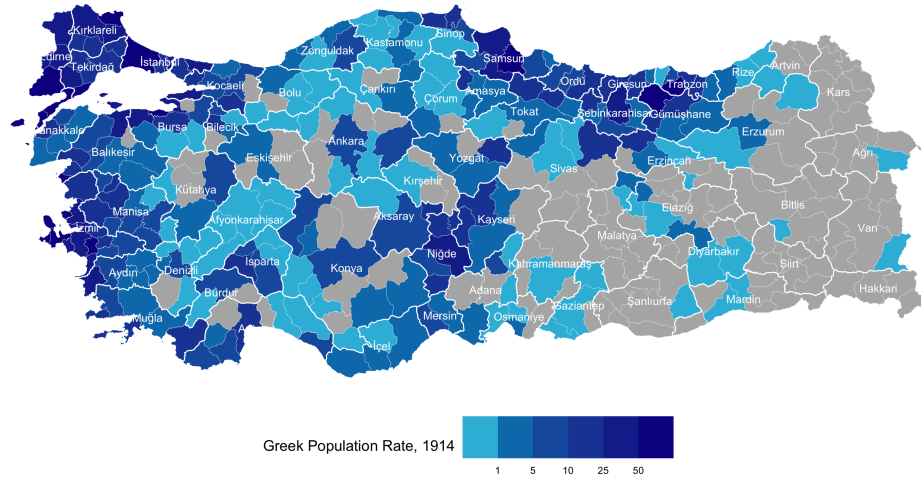 Kırklareli
Edirne
Tekirdağ
İstanbul
Kocaeli
Zonguldak
Kastamonu
Sinop
Samsun
Bolu
Çankırı
Çorum
Amasya
Ordu
Giresun
Trabzon
Rize
Artvin
Kars
Tokat
Şebinkarahisar
Gümüşhane
Bursa
Bilecik
Balıkesir
Ankara
Eskişehir
Yozgat
Sivas
Erzincan
Erzurum
Ağrı
Kütahya
Kırşehir
Manisa
Afyonkarahisar
Aksaray
Kayseri
Elazığ
Bitlis
İzmir
Malatya
Van
Niğde
Diyarbakır
Siirt
Aydın
Denizli
Isparta
Konya
Kahramanmaraş
Hakkari
Burdur
Adana
Gaziantep
Şanlıurfa
Mardin
Muğla
Mersin
Osmaniye
İçel
Greek Population Rate, 1914
1 5 10 25 50